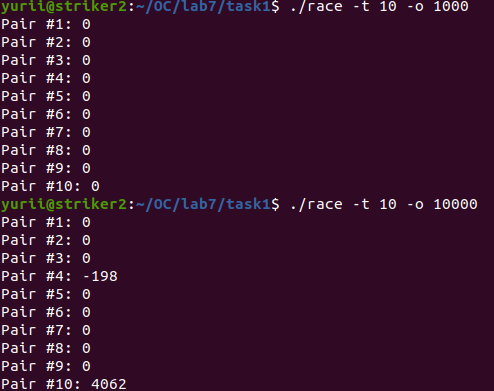 yurii@striker2:~/OC/lab7/task1$ ./race -t 10 -o 1000
Pair #1: 0
Pair #2: 0
Pair #3: 0
Pair #4: 0
Pair #5: 0
Pair #6: 0
Pair #7: 0
Pair #8: 0
Pair #9: 0
Pair #10: 0
yurii@striker2:~/OC/lab7/task1$ ./race -t 10 -o 10000
Pair #1: 0
Pair #2: 0
Pair #3: 0
Pair #4: -198
Pair #5: 0
Pair #6: 0
Pair #7: 0
Pair #8: 0
Pair #9: 0
Pair #10: 4062